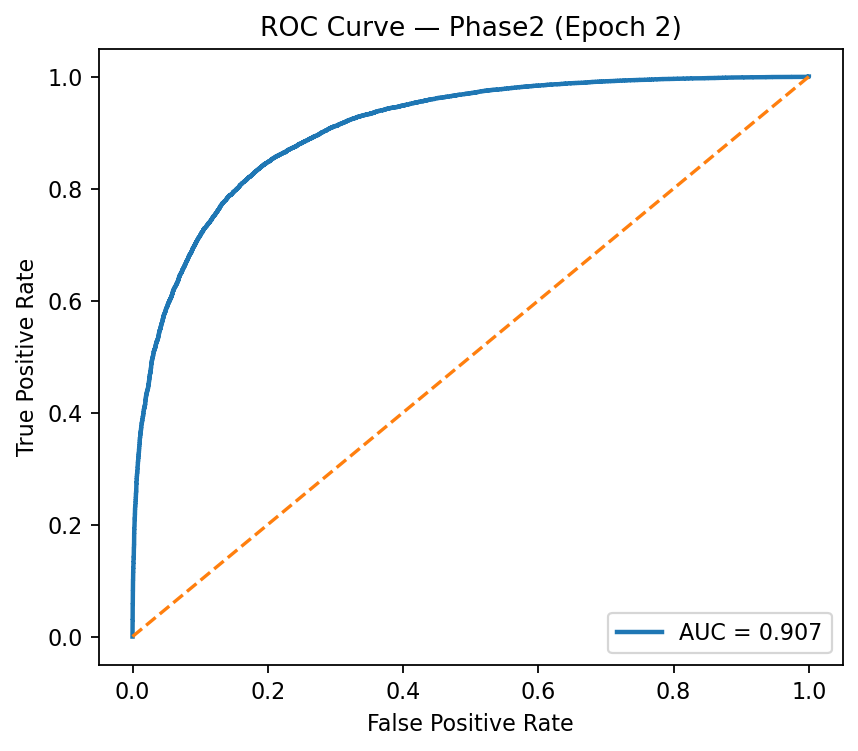 ROC Curve — Phase2 (Epoch 2)
1.0
0.8
0.6
0.4
0.2
0.0
True Positive Rate
AUC = 0.907
0.0 0.2 0.4 0.6 0.8 1.0
False Positive Rate